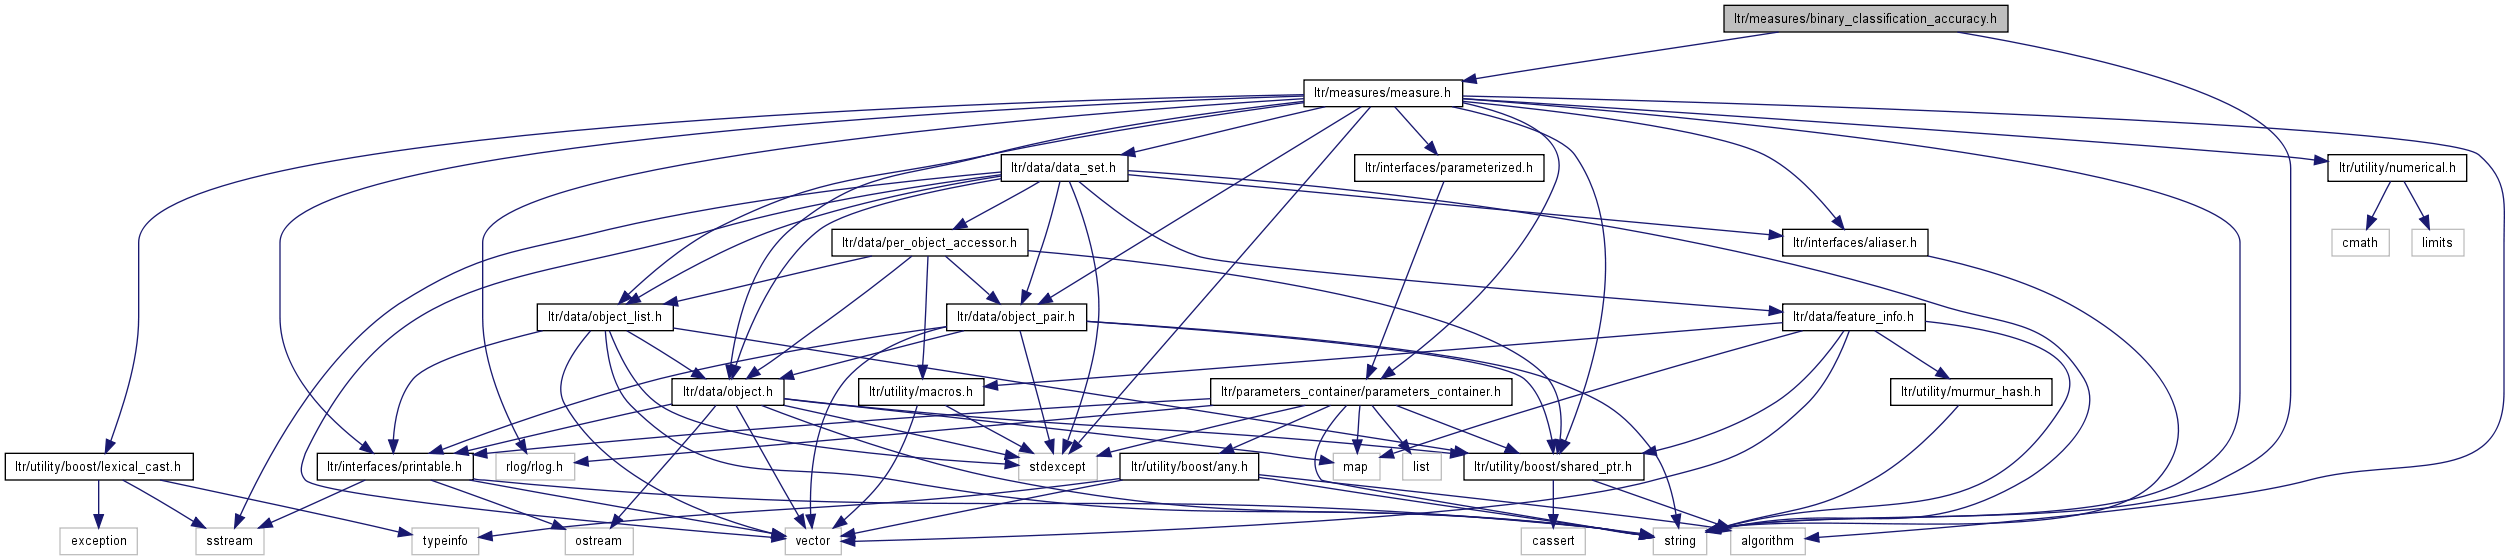 ltr/measures/binary_classification_accuracy.h
ltr/measures/measure.h
ltr/data/data_set.h
ltr/interfaces/parameterized.h
ltr/utility/numerical.h
ltr/data/per_object_accessor.h
ltr/interfaces/aliaser.h
cmath
limits
ltr/data/object_list.h
ltr/data/object_pair.h
ltr/data/feature_info.h
ltr/data/object.h
ltr/utility/macros.h
ltr/parameters_container/parameters_container.h
ltr/utility/murmur_hash.h
ltr/utility/boost/lexical_cast.h
ltr/interfaces/printable.h
rlog/rlog.h
stdexcept
ltr/utility/boost/any.h
map
list
ltr/utility/boost/shared_ptr.h
exception
sstream
typeinfo
ostream
vector
cassert
string
algorithm